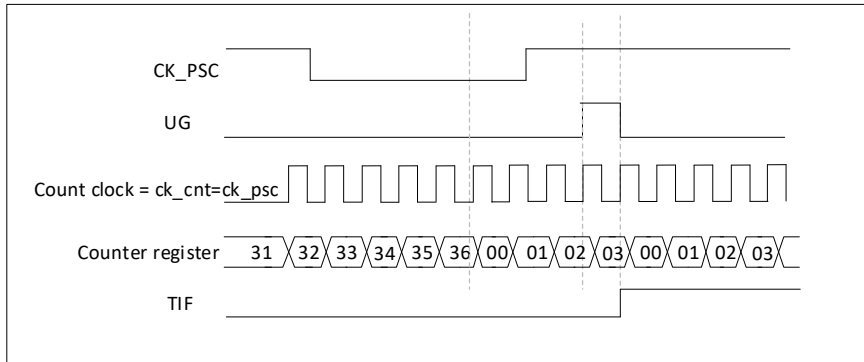 CK_PSC
UG
Count clock = ck_cnt=ck_psc
Counter register 31 32 33 34 35 36 00 01 02 03 00 01 02 03
TIF